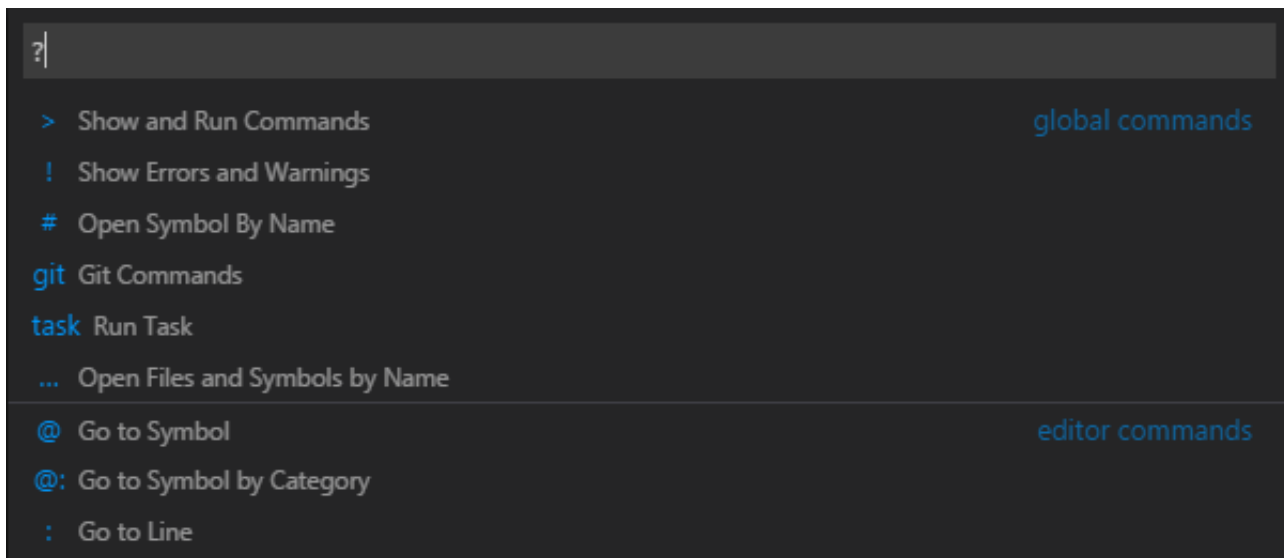 ?
> Show and Run Commands global commands
! Show Errors and Warnings
# Open Symbol By Name
git Git Commands
task Run Task
... Open Files and Symbols by Name
@ Go to Symbol editor commands
@: Go to Symbol by Category
: Go to Line